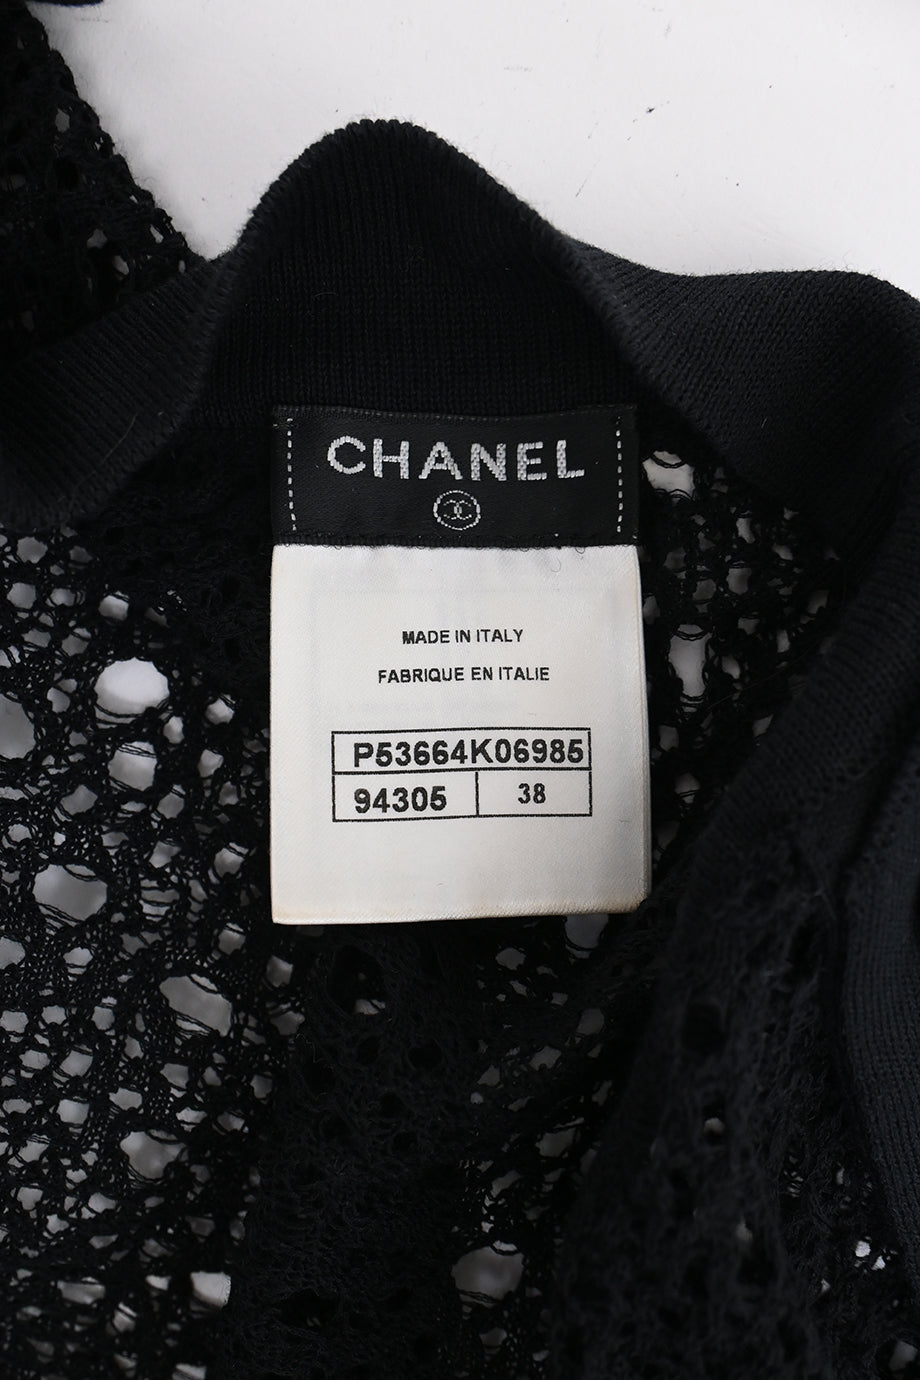 CHANEL
MADE IN ITALY
FABRIQUE EN ITALIE
P53664K06985
94305 38